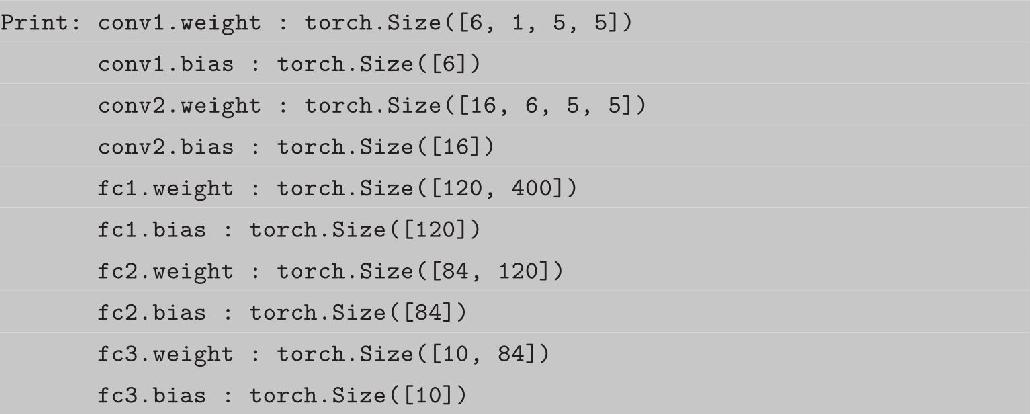 Print: conv1.weight : torch.Size([6, 1, 5, 5])
conv1.bias : torch.Size([6])
conv2.weight : torch.Size([16, 6, 5, 5])
conv2.bias : torch.Size([16])
fc1.weight : torch.Size([120, 400])
fc1.bias : torch.Size([120])
fc2.weight : torch.Size([84, 120])
fc2.bias : torch.Size([84])
fc3.weight : torch.Size([10, 84])
fc3.bias : torch.Size([10])